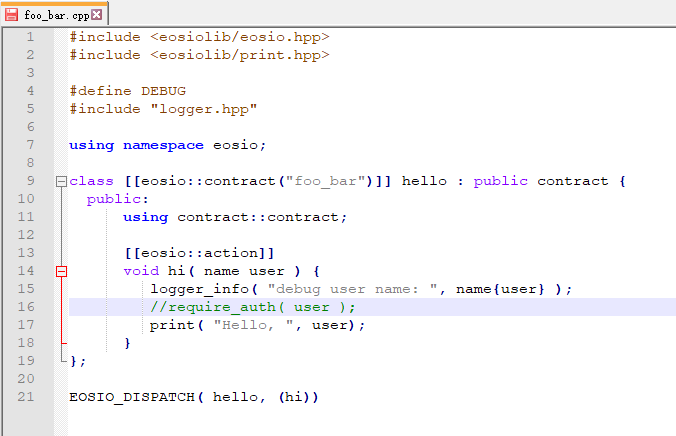 foo_bar.cpp
1 #include <eosiolib/eosio.hpp>
2 #include <eosiolib/print.hpp>
3
4 #define DEBUG
5 #include "logger.hpp"
6
7 using namespace eosio;
8
9 class [[eosio::contract("foo_bar")]] hello : public contract {
10 public:
11 using contract::contract;
12
13 [[eosio::action]]
14 void hi( name user ) {
15 logger_info( "debug user name: ", name{user} );
16 //require_auth( user );
17 print( "Hello, ", user);
18 }
19 };
20
21 EOSIO_DISPATCH( hello, (hi))